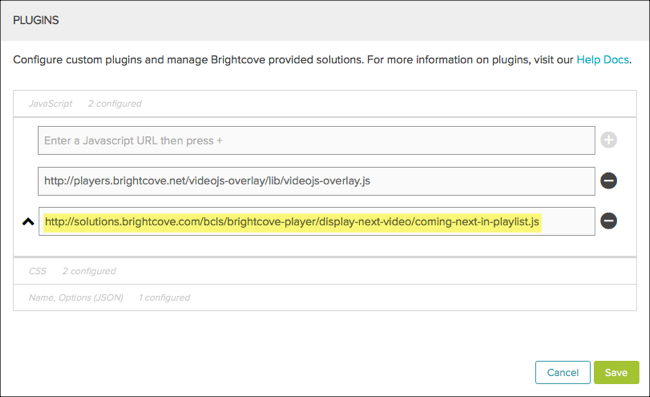 PLUGINS
Configure custom plugins and manage Brightcove provided solutions. For more information on plugins, visit our Help Docs.
JavaScript 2 configured
Enter a Javascript URL then press +
http://players.brightcove.net/videojs-overlay/lib/videojs-overlay.js
http://solutions.brightcove.com/bcls/brightcove-player/display-next-video/coming-next-in-playlist.js
CSS 2 configured
Name, Options (JSON) 1 configured
Cancel Save